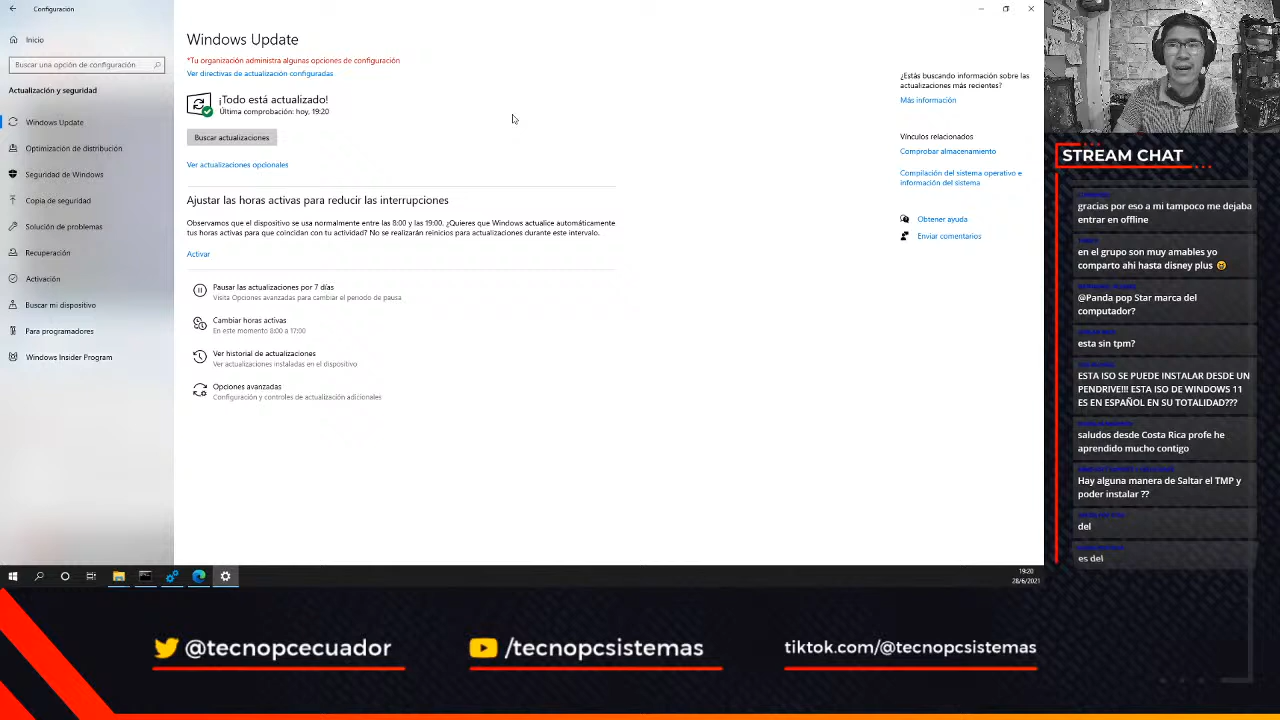 Configuración
Inicio
Buscar una opción de configuración
Actualización y seguridad
Windows Update
Optimización de distribución
Seguridad de Windows
Copia de seguridad
Solución de problemas
Recuperación
Activación
Buscar mi dispositivo
Para programadores
Windows Insider Program
Windows Update
*Tu organización administra algunas opciones de configuración
Ver directivas de actualización configuradas
¡Todo está actualizado!
Última comprobación: hoy, 19:20
Buscar actualizaciones
Ver actualizaciones opcionales
Ajustar las horas activas para reducir las interrupciones
Observamos que el dispositivo se usa normalmente entre las 8:00 y las 19:00. ¿Quieres que Windows actualice automáticamente
tus horas activas para que coincidan con tu actividad? No se realizarán reinicios para actualizaciones durante este intervalo.
Activar
Pausar las actualizaciones por 7 días
Visita Opciones avanzadas para cambiar el periodo de pausa
Cambiar horas activas
En este momento 8:00 a 17:00
Ver historial de actualizaciones
Ver actualizaciones instaladas en el dispositivo
Opciones avanzadas
Configuración y controles de actualización adicionales
¿Estás buscando información sobre las
actualizaciones más recientes?
Más información
Vínculos relacionados
Comprobar almacenamiento
Compilación del sistema operativo e
información del sistema
Obtener ayuda
Enviar comentarios
19:20
28/6/2021
STREAM CHAT
gracias por eso a mi tampoco me dejaba
entrar en offline
en el grupo son muy amables yo
comparto ahi hasta disney plus
@Panda pop Star marca del
computador?
esta sin tpm?
ESTA ISO SE PUEDE INSTALAR DESDE UN
PENDRIVE!!! ESTA ISO DE WINDOWS 11
ES EN ESPAÑOL EN SU TOTALIDAD???
saludos desde Costa Rica profe he
aprendido mucho contigo
Hay alguna manera de Saltar el TMP y
poder instalar ??
del
es del
@tecnopcecuador
/tecnopcsistemas
tiktok.com/@tecnopcsistemas